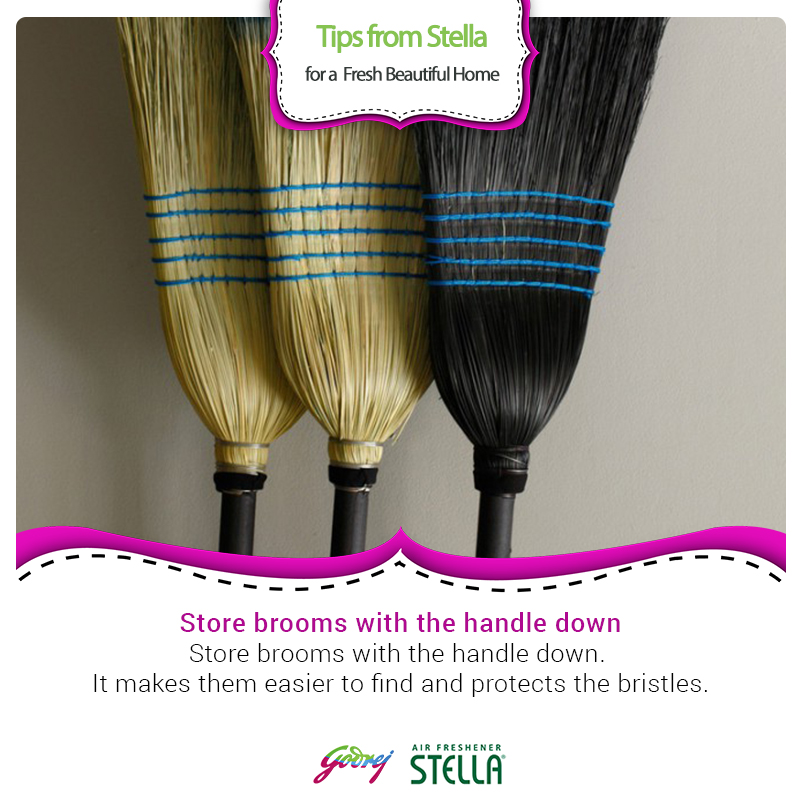 Tips from Stella
for a Fresh Beautiful Home
Store brooms with the handle down
Store brooms with the handle down.
It makes them easier to find and protects the bristles.
Godrej
AIR FRESHENER
STELLA